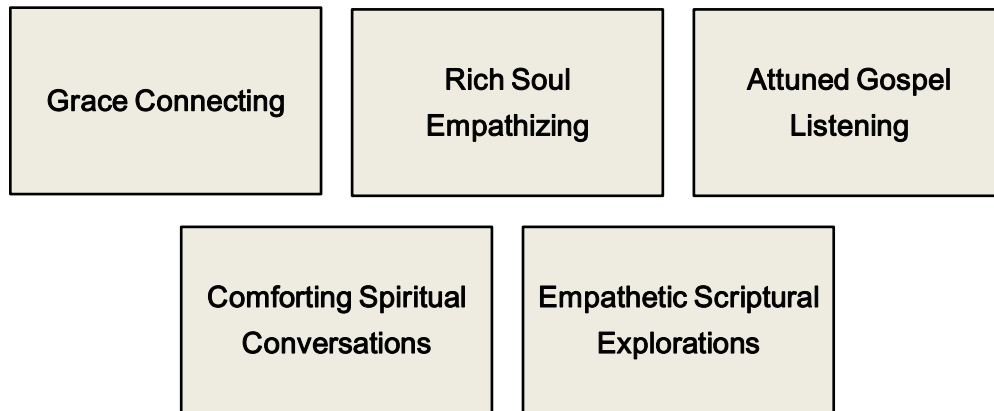 Grace Connecting
Rich Soul
Empathizing
Attuned Gospel
Listening
Comforting Spiritual
Conversations
Empathetic Scriptural
Explorations